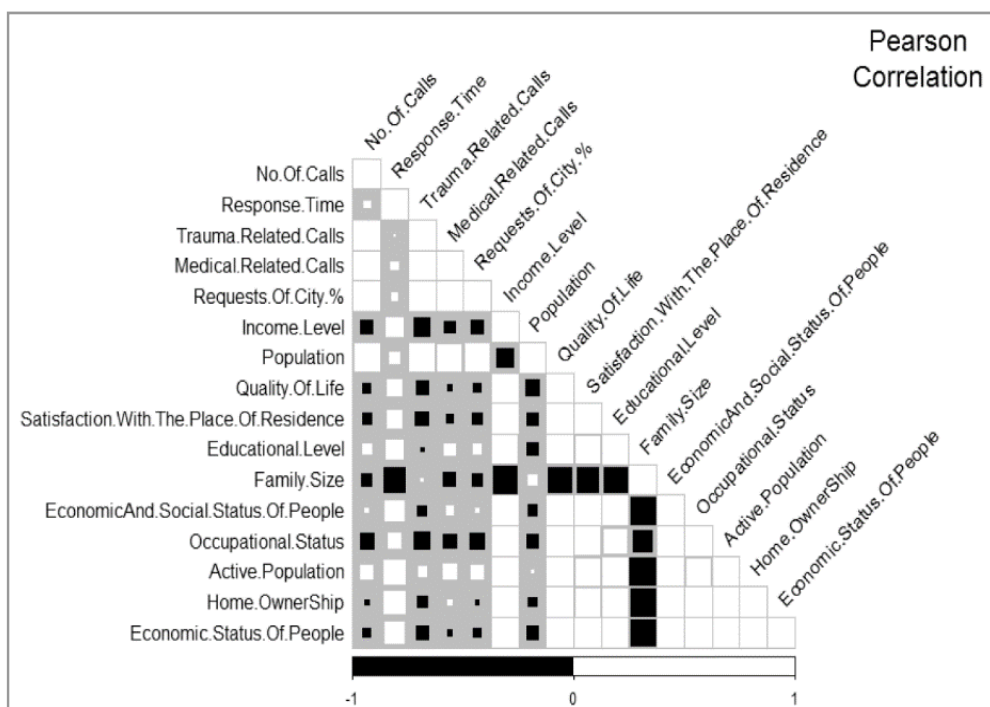 Pearson
Correlation
No.Of.Calls
Response.Time
Trauma.Related.Calls
Medical.Related.Calls
Requests.Of.City.%
Income.Level
Population
Quality.Of.Life
Satisfaction.With.The.Place.Of.Residence
Educational.Level
Family.Size
EconomicAnd.Social.Status.Of.People
Occupational.Status
Active.Population
Home.OwnerShip
Economic.Status.Of.People
No.Of.Calls
Response.Time
Trauma.Related.Calls
Medical.Related.Calls
Requests.Of.City.%
Income.Level
Population
Quality.Of.Life
Satisfaction.With.The.Place.Of.Residence
Educational.Level
Family.Size
EconomicAnd.Social.Status.Of.People
Occupational.Status
Active.Population
Home.OwnerShip
Economic.Status.Of.People
-1 0 1